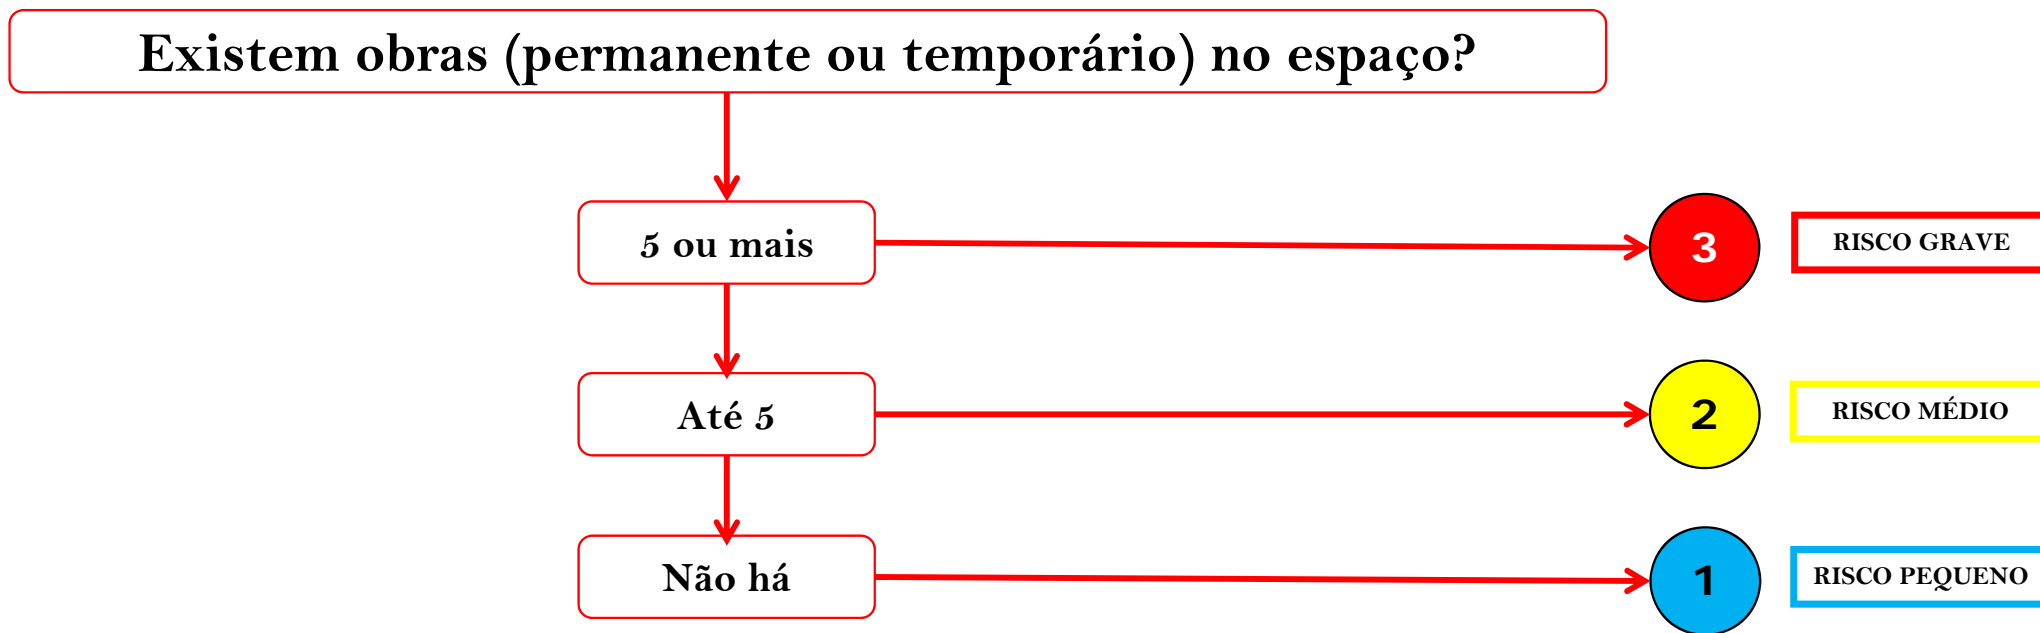 Existem obras (permanente ou temporário) no espaço?
5 ou mais
3
RISCO GRAVE
Até 5
2
RISCO MÉDIO
Não há
1
RISCO PEQUENO